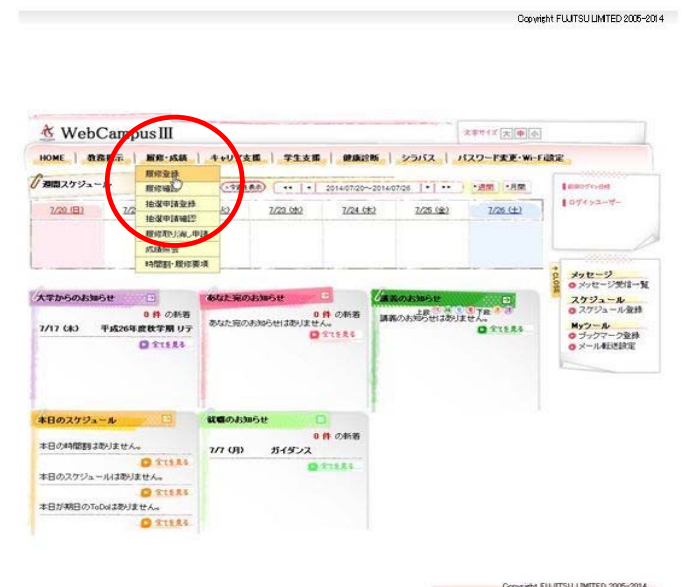 Copyright FUJITSU LIMITED 2005-2014
WebCampusIII
文字サイズ 大 中 小
HOME 教務掲示 履修・成績 キャリア支援 学生支援 健康診断 シラバス パスワード変更・Wi-Fi設定
履修登録
履修確認
抽選申請登録
抽選申請確認
履修取り消し申請
成績照会
時間割・履修要項
週間スケジュール
2014/07/20〜2014/07/26
・週間 ・月間
7/20 (日)
7/23 (水) 7/24 (木) 7/25 (金) 7/26 (土)
ログインユーザー
CLOSE
メッセージ
メッセージ受信一覧
スケジュール
スケジュール登録
Myツール
ブックマーク登録
メール転送設定
大学からのお知らせ
0 件 の新着
7/17 (木) 平成26年度秋学期 リテ
全てを見る
あなた宛のお知らせ
0 件 の新着
あなた宛のお知らせはありません。
全てを見る
講義のお知らせ
講義のお知らせはありません。
全てを見る
本日のスケジュール
本日の時間割はありません。
全てを見る
本日のスケジュールはありません。
全てを見る
本日が期日のToDoはありません。
全てを見る
就職のお知らせ
0 件 の新着
7/7 (月) ガイダンス
全てを見る
Copyright FUJITSU LIMITED 2005-2014